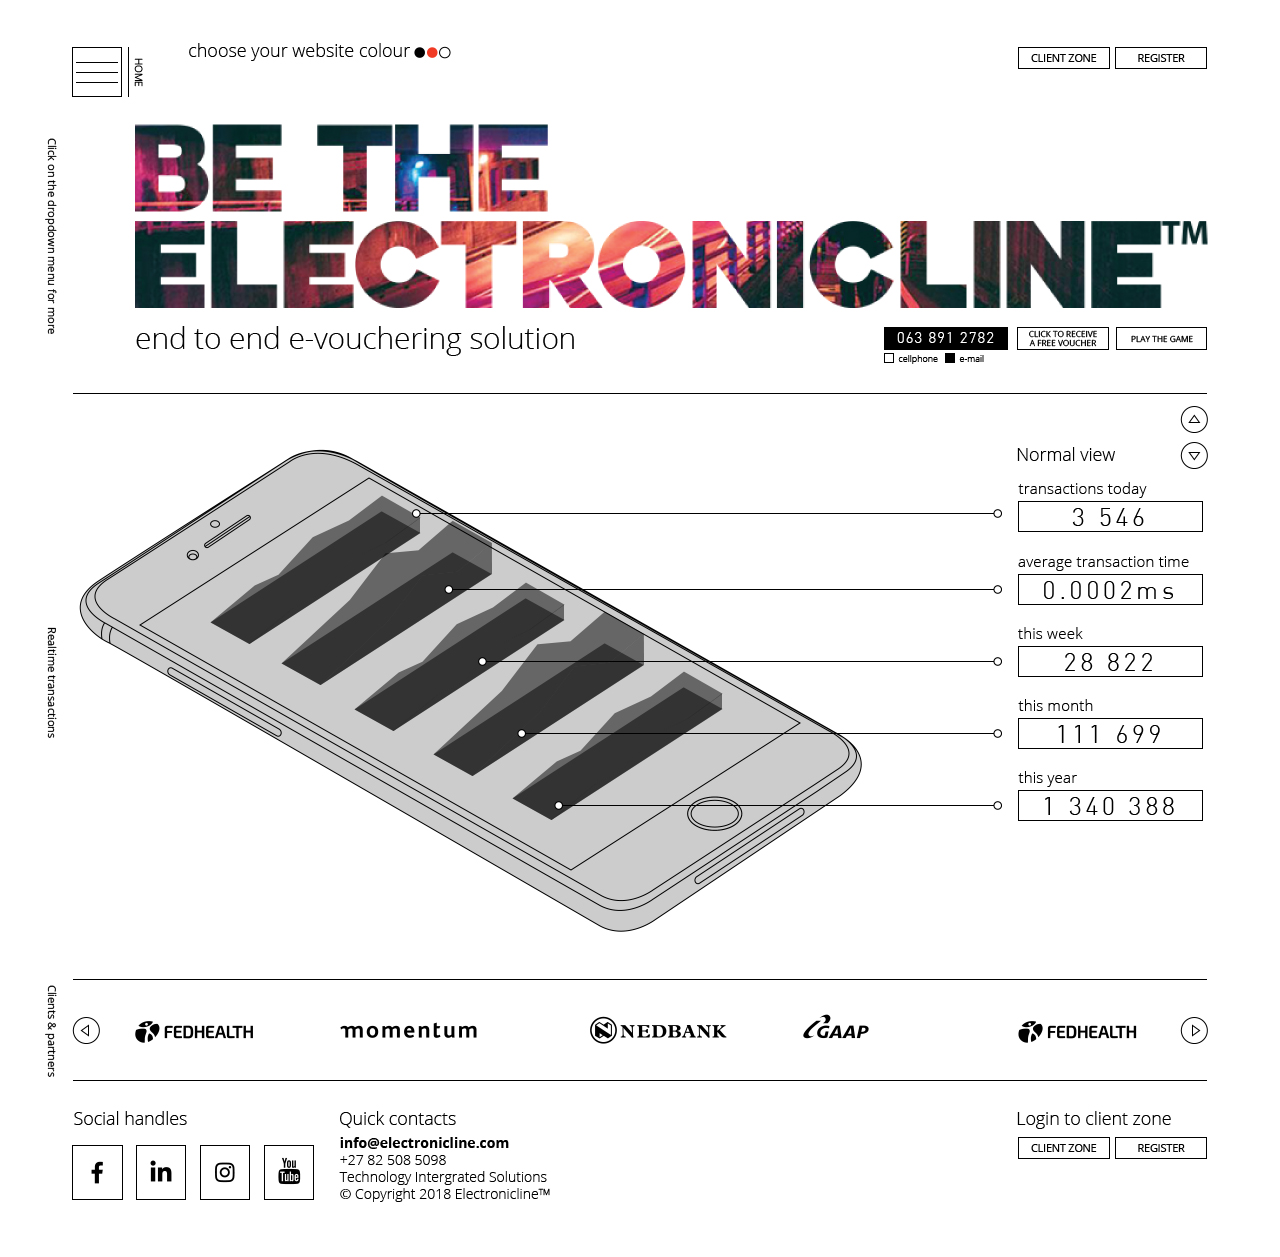 choose your website colour
HOME
CLIENT ZONE
REGISTER
Click on the dropdown menu for more
BE THE
ELECTRONICLINE™
end to end e-vouchering solution
063 891 2782
cellphone
e-mail
CLICK TO RECEIVE
A FREE VOUCHER
PLAY THE GAME
Realtime transactions
Normal view
transactions today
3 546
average transaction time
0.0002ms
this week
28 822
this month
111 699
this year
1 340 388
Clients & partners
FEDHEALTH
momentum
NEDBANK
GAAP
FEDHEALTH
Social handles
f
in
You
Tube
Quick contacts
info@electronicline.com
+27 82 508 5098
Technology Intergrated Solutions
© Copyright 2018 Electronicline™
Login to client zone
CLIENT ZONE
REGISTER